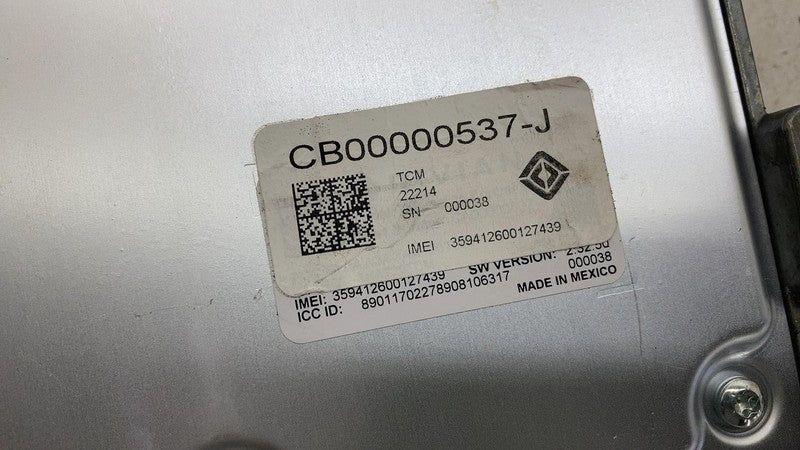 CB00000537-J
TCM
22214
SN 000038
IMEI 359412600127439
IMEI: 359412600127439 SW VERSION:
ICC ID: 89011702278908106317 000038
MADE IN MEXICO